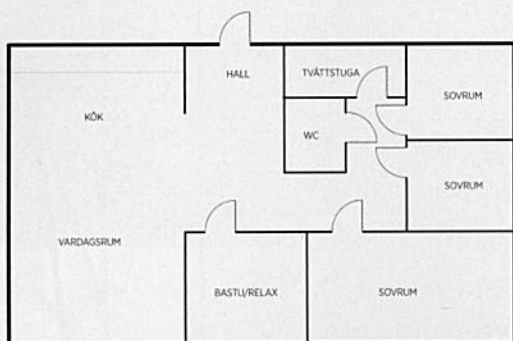 HALL
TVÄTTSTUGA
SOVRUM
KÖK
WC
SOVRUM
VARDAGSRUM
BASTU/RELAX
SOVRUM